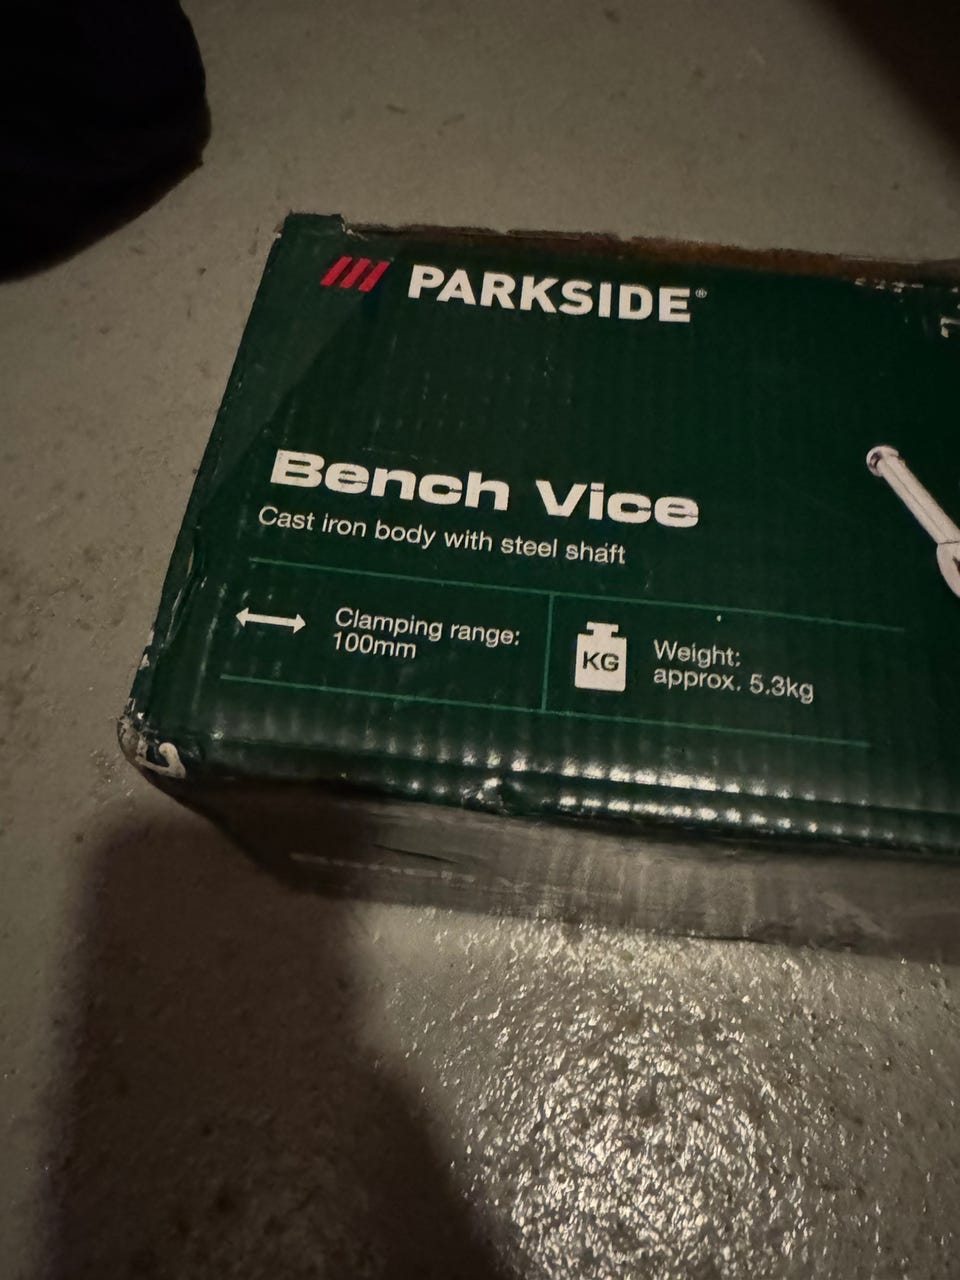 PARKSIDE®
Bench Vice
Cast iron body with steel shaft
Clamping range:
100mm
KG
Weight:
approx. 5.3kg